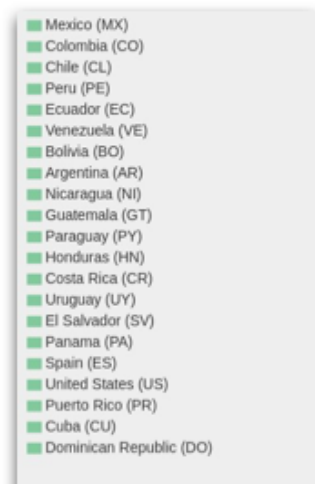 Mexico (MX)
Colombia (CO)
Chile (CL)
Peru (PE)
Ecuador (EC)
Venezuela (VE)
Bolivia (BO)
Argentina (AR)
Nicaragua (NI)
Guatemala (GT)
Paraguay (PY)
Honduras (HN)
Costa Rica (CR)
Uruguay (UY)
El Salvador (SV)
Panama (PA)
Spain (ES)
United States (US)
Puerto Rico (PR)
Cuba (CU)
Dominican Republic (DO)